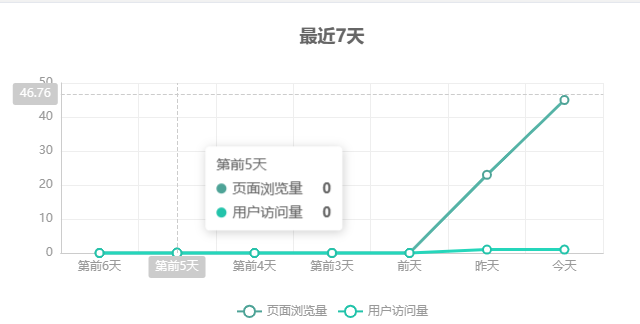 最近7天
50
46.76
40
30
20
10
0
第前5天
页面浏览量 0
用户访问量 0
第前6天 第前5天 第前4天 第前3天 前天 昨天 今天
页面浏览量 用户访问量